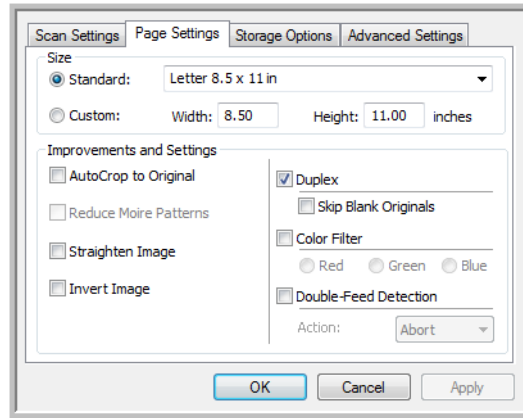 Scan Settings Page Settings Storage Options Advanced Settings
Size
Standard: Letter 8.5 x 11 in
Custom: Width: 8.50 Height: 11.00 inches
Improvements and Settings
AutoCrop to Original
Reduce Moire Patterns
Straighten Image
Invert Image
Duplex
Skip Blank Originals
Color Filter
Red Green Blue
Double-Feed Detection
Action: Abort
OK Cancel Apply